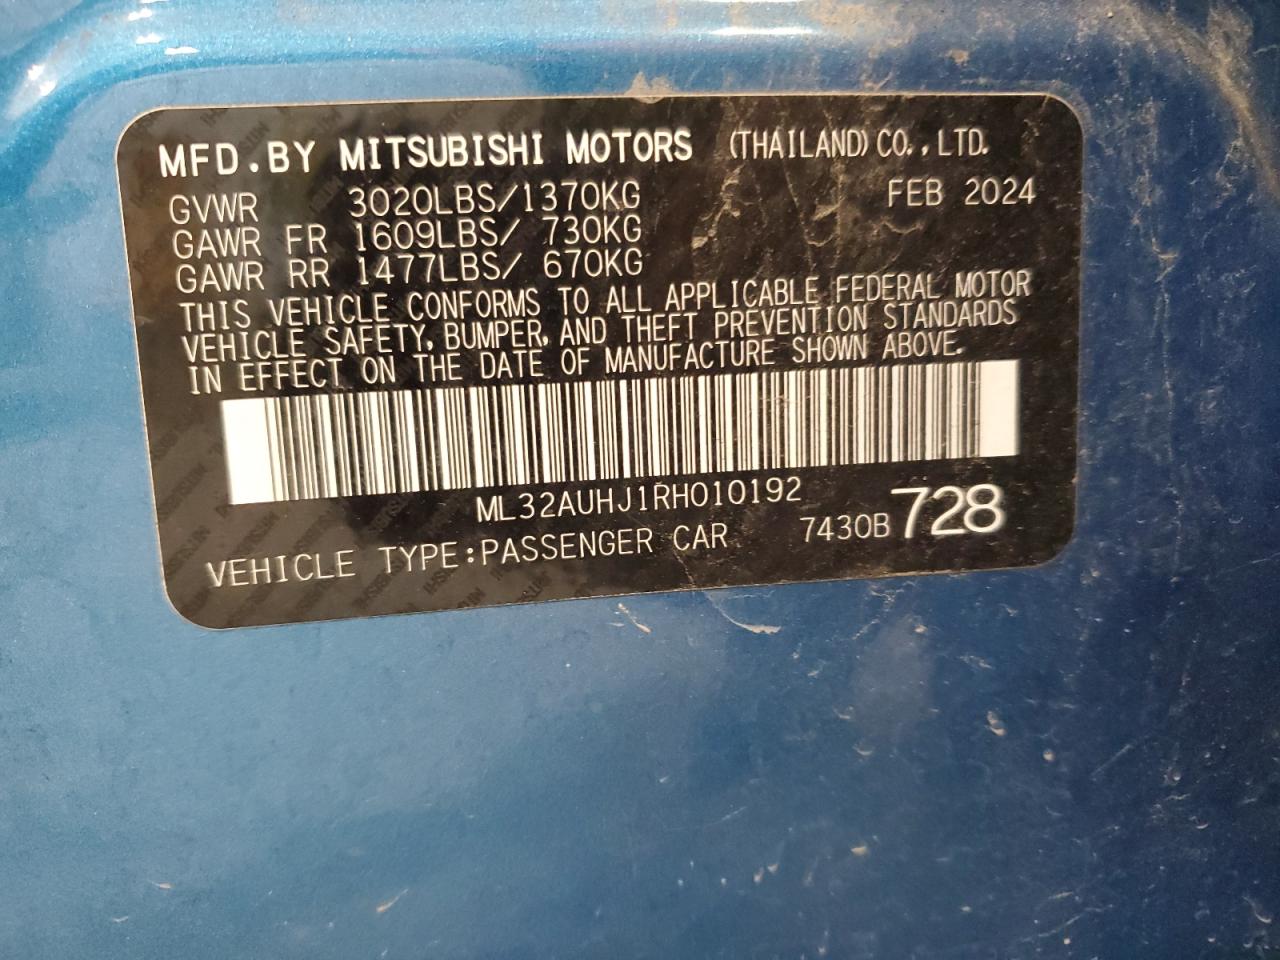 MFD.BY MITSUBISHI MOTORS (THAILAND) CO., LTD.
GVWR 3020LBS/1370KG FEB 2024
GAWR FR 1609LBS/ 730KG
GAWR RR 1477LBS/ 670KG
THIS VEHICLE CONFORMS TO ALL APPLICABLE FEDERAL MOTOR
VEHICLE SAFETY, BUMPER, AND THEFT PREVENTION STANDARDS
IN EFFECT ON THE DATE OF MANUFACTURE SHOWN ABOVE.
ML32AUHJ1RH010192
VEHICLE TYPE:PASSENGER CAR 7430B 728